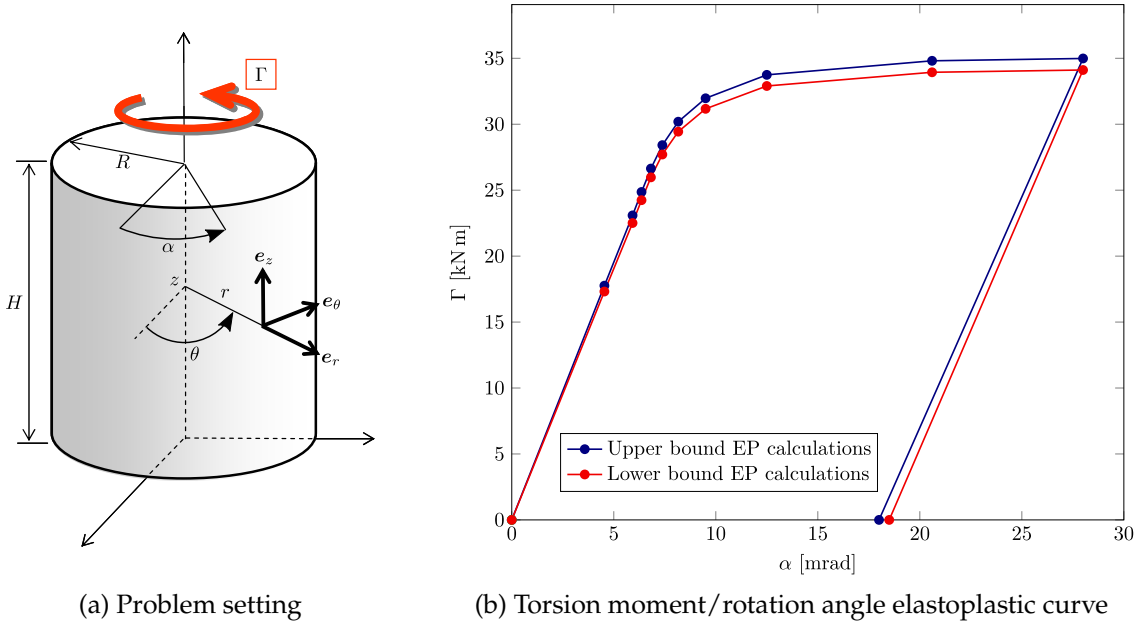 Γ
R
α
H
z
r
e_z
e_θ
e_r
θ
(a) Problem setting
Γ [kN m]
35
30
25
20
15
10
5
0
Upper bound EP calculations
Lower bound EP calculations
0 5 10 15 20 25 30
α [mrad]
(b) Torsion moment/rotation angle elastoplastic curve